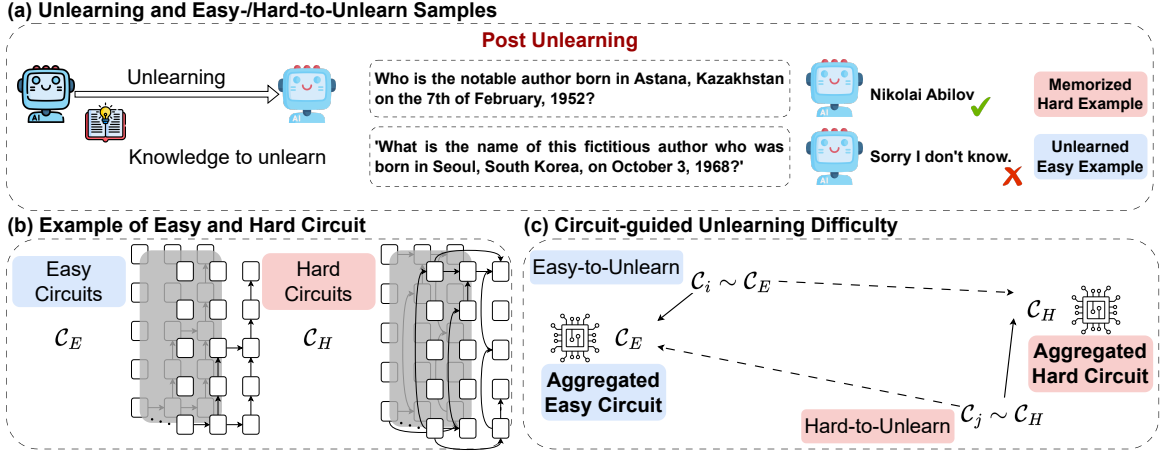 (a) Unlearning and Easy-/Hard-to-Unlearn Samples
Post Unlearning
Unlearning
AI
AI
Knowledge to unlearn
Who is the notable author born in Astana, Kazakhstan
on the 7th of February, 1952?
AI
Nikolai Abilov
Memorized
Hard Example
'What is the name of this fictitious author who was
born in Seoul, South Korea, on October 3, 1968?'
AI
Sorry I don't know.
Unlearned
Easy Example
(b) Example of Easy and Hard Circuit
Easy
Circuits
C_E
Hard
Circuits
C_H
(c) Circuit-guided Unlearning Difficulty
Easy-to-Unlearn
C_i ~ C_E
C_E
Aggregated
Easy Circuit
C_H
Aggregated
Hard Circuit
Hard-to-Unlearn
C_j ~ C_H